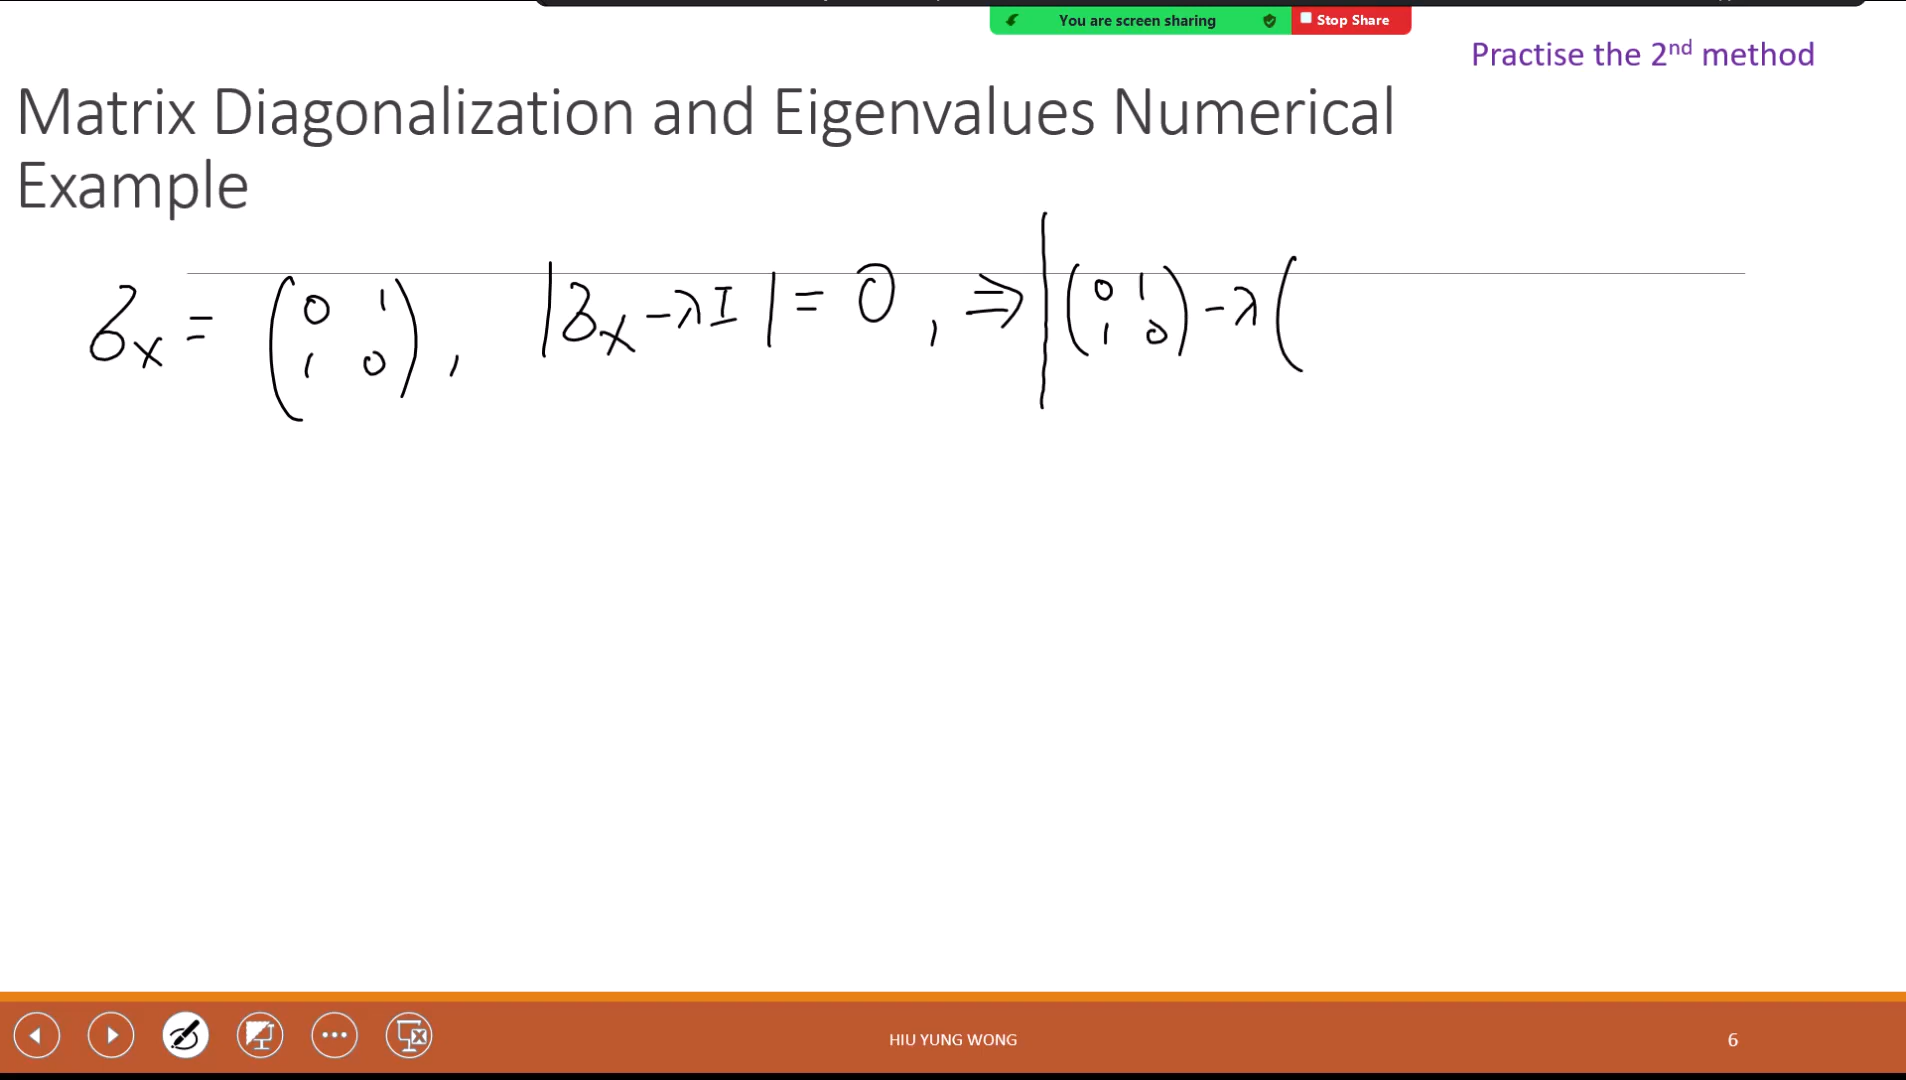 You are screen sharing Stop Share
Practise the 2nd method
Matrix Diagonalization and Eigenvalues Numerical
Example
σx = (0 1 1 0), |σx - λI| = 0, ⇒ |(0 1 1 0) - λ(
HIU YUNG WONG 6